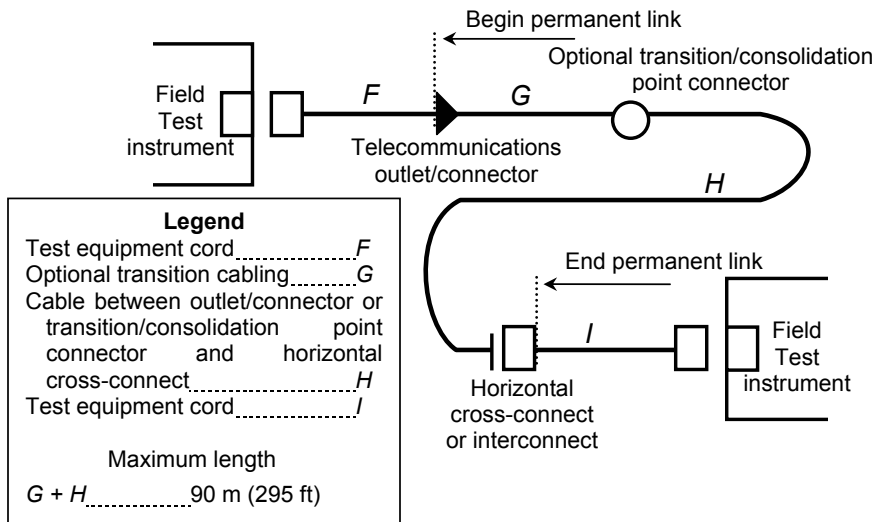 Begin permanent link
Optional transition/consolidation
point connector
Field
Test
instrument
F
G
Telecommunications
outlet/connector
H
Legend
Test equipment cord F
Optional transition cabling G
Cable between outlet/connector or
transition/consolidation point
connector and horizontal
cross-connect H
Test equipment cord I
Maximum length
G + H 90 m (295 ft)
End permanent link
I
Field
Test
instrument
Horizontal
cross-connect
or interconnect